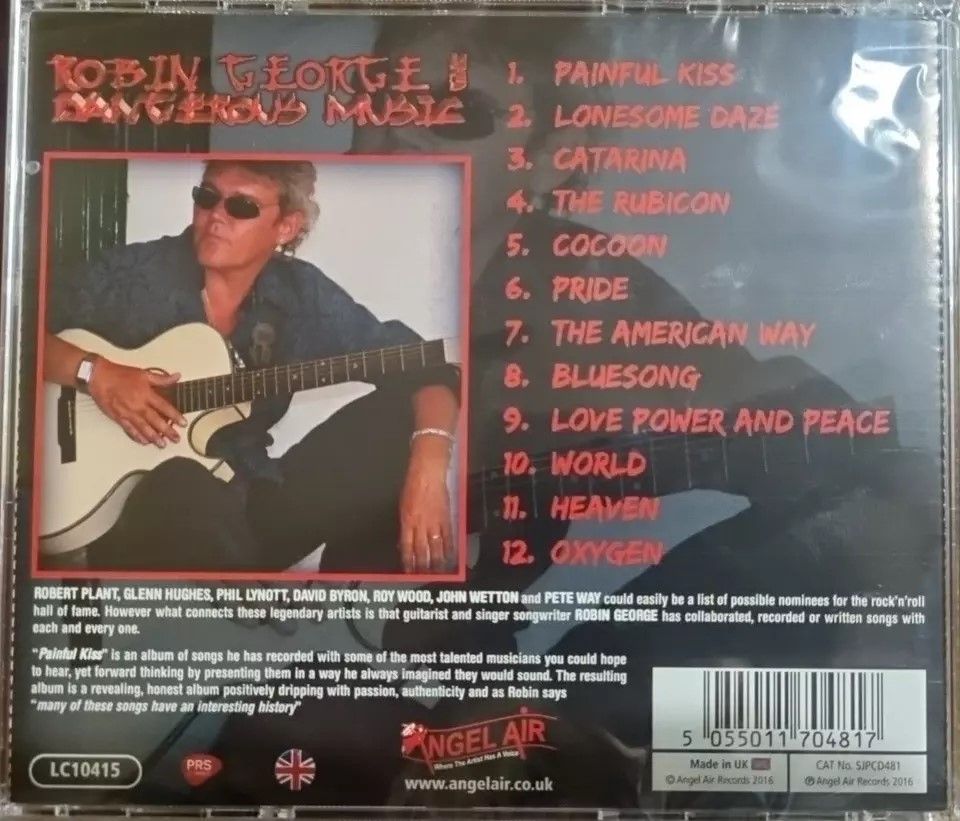 ROBIN GEORGE AND
DANGEROUS MUSIC
1. PAINFUL KISS
2. LONESOME DAZE
3. CATARINA
4. THE RUBICON
5. COCOON
6. PRIDE
7. THE AMERICAN WAY
8. BLUESONG
9. LOVE POWER AND PEACE
10. WORLD
11. HEAVEN
12. OXYGEN
ROBERT PLANT, GLENN HUGHES, PHIL LYNOTT, DAVID BYRON, ROY WOOD, JOHN WETTON and PETE WAY could easily be a list of possible nominees for the rock'n'roll
hall of fame. However what connects these legendary artists is that guitarist and singer songwriter ROBIN GEORGE has collaborated, recorded or written songs with
each and every one.
"Painful Kiss" is an album of songs he has recorded with some of the most talented musicians you could hope
to hear, yet forward thinking by presenting them in a way he always imagined they would sound. The resulting
album is a revealing, honest album positively dripping with passion, authenticity and as Robin says
"many of these songs have an interesting history"
LC10415
PRS
ANGEL AIR
Where The Artist Has A Voice
www.angelair.co.uk
5 055011 704817
Made in UK
© Angel Air Records 2016
CAT No. SJPCD481
℗ Angel Air Records 2016